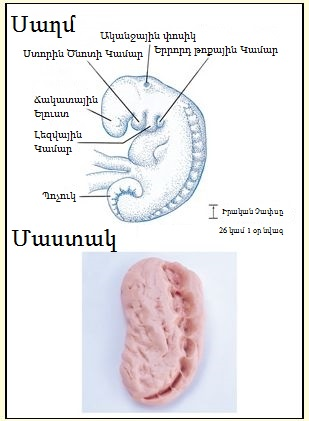 Սաղմ
Ականջային փոսիկ
Ստորին Ծնոտի Կամար
Երրորդ թոքային Կամար
Ճակատային
Ելուստ
Լեզվային
Կամար
Պոչուկ
Իրական Չափսը
26 կամ 1 օր նվազ
Մաստակ